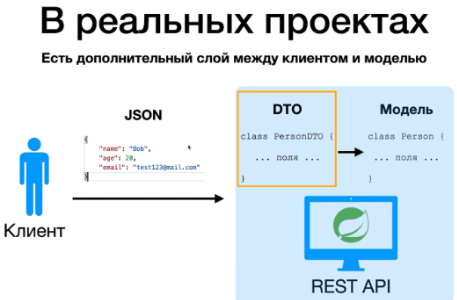 В реальных проектах
Есть дополнительный слой между клиентом и моделью
JSON
{
"name": "Bob",
"age": 20,
"email": "test123@mail.com"
}
Клиент
DTO
class PersonDTO {
... поля ...
}
Модель
class Person {
... поля ...
}
REST API